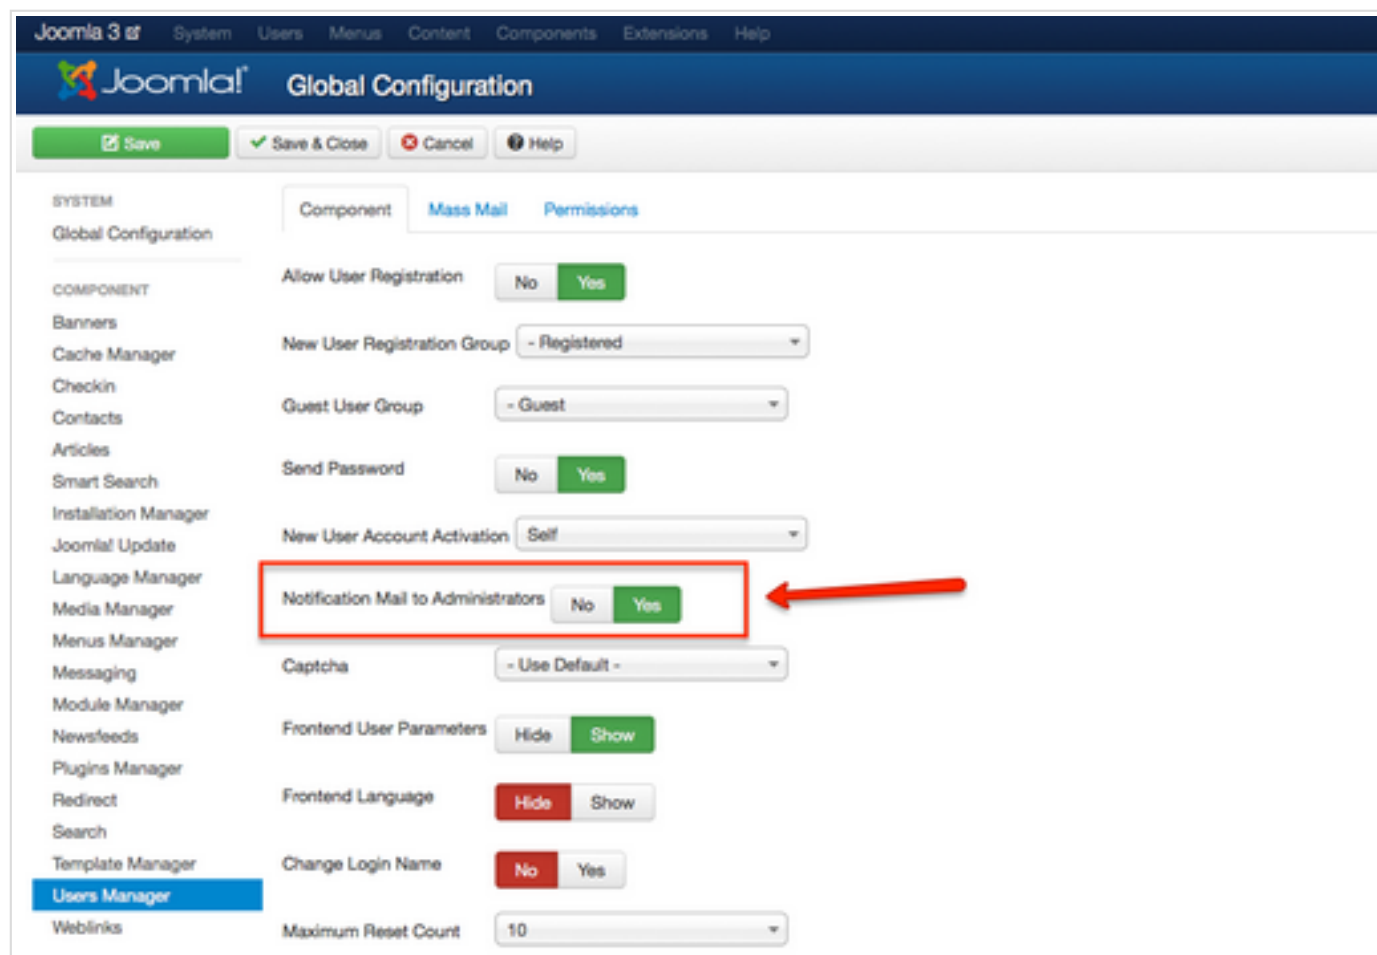 Joomla 3 System Users Menus Content Components Extensions Help
Joomla! Global Configuration
Save Save & Close Cancel Help
SYSTEM
Global Configuration
COMPONENT
Banners
Cache Manager
Checkin
Contacts
Articles
Smart Search
Installation Manager
Joomla! Update
Language Manager
Media Manager
Menus Manager
Messaging
Module Manager
Newsfeeds
Plugins Manager
Redirect
Search
Template Manager
Users Manager
Weblinks
Component Mass Mail Permissions
Allow User Registration No Yes
New User Registration Group - Registered
Guest User Group - Guest
Send Password No Yes
New User Account Activation Self
Notification Mail to Administrators No Yes
Captcha - Use Default -
Frontend User Parameters Hide Show
Frontend Language Hide Show
Change Login Name No Yes
Maximum Reset Count 10